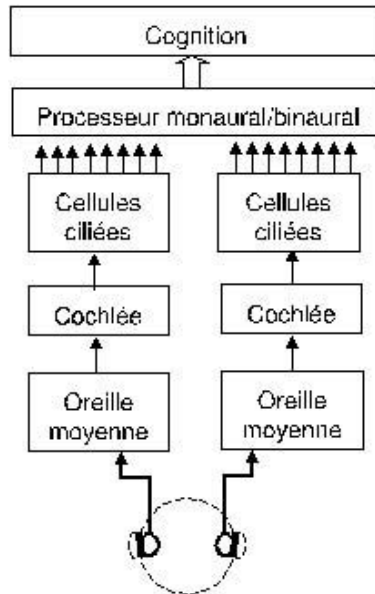 Cognition
Processeur monaural/binaural
Cellules
ciliées
Cellules
ciliées
Cochlée
Cochlée
Oreille
moyenne
Oreille
moyenne